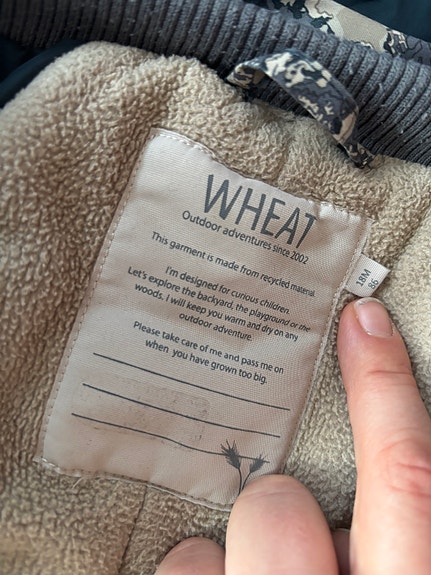 WHEAT
Outdoor adventures since 2002
This garment is made from recycled material
I'm designed for curious children.
Let's explore the backyard, the playground or the
woods. I will keep you warm and dry on any
outdoor adventure.
Please take care of me and pass me on
when you have grown too big.
18M
86